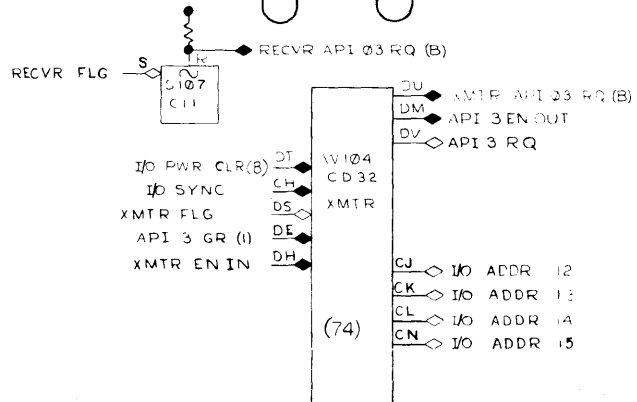 RECVR API Ø3 RQ (B)
R
RECVR FLG
S
S107
C11
DU
XMTR API Ø3 RQ (B)
DM
API 3 EN OUT
DV
API 3 RQ
I/O PWR CLR(B)
DT
W104
CD32
I/O SYNC
CH
XMTR
XMTR FLG
DS
API 3 GR (1)
DE
XMTR EN IN
DH
CJ
I/O ADDR 12
CK
I/O ADDR 13
CL
I/O ADDR 14
(74)
CN
I/O ADDR 15